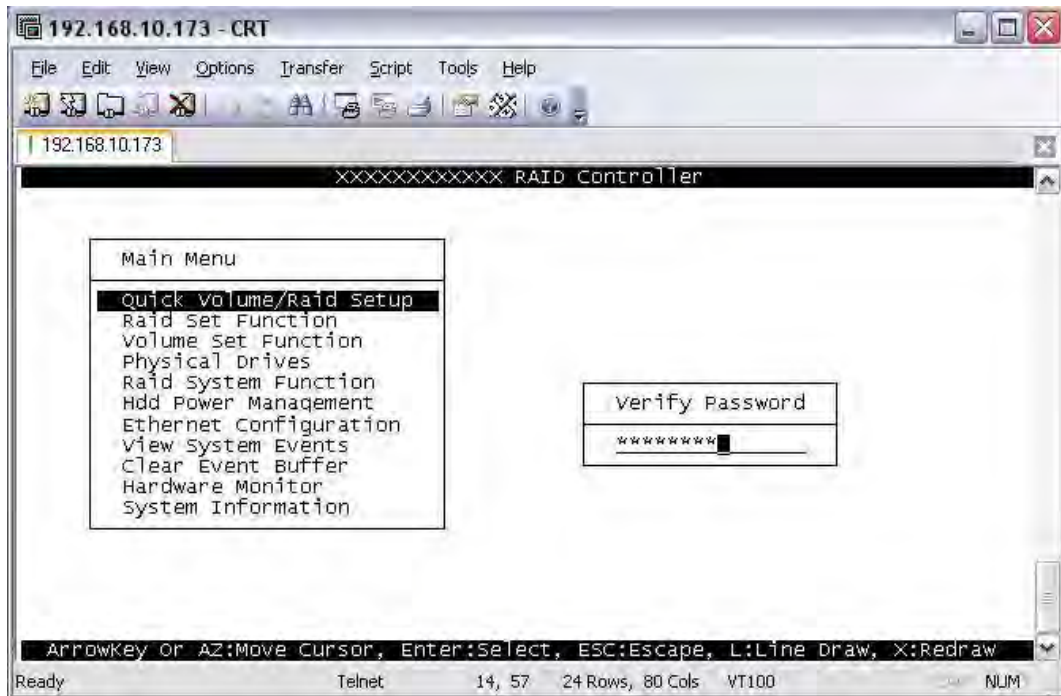 192.168.10.173 - CRT
File Edit View Options Transfer Script Tools Help
192.168.10.173
XXXXXXXXXXXX RAID Controller
Main Menu
Quick Volume/Raid Setup
Raid Set Function
Volume Set Function
Physical Drives
Raid System Function
Hdd Power Management
Ethernet Configuration
View System Events
Clear Event Buffer
Hardware Monitor
System Information
Verify Password
********
ArrowKey Or AZ:Move Cursor, Enter:Select, ESC:Escape, L:Line Draw, X:Redraw
Ready Telnet 14, 57 24 Rows, 80 Cols VT100 NUM